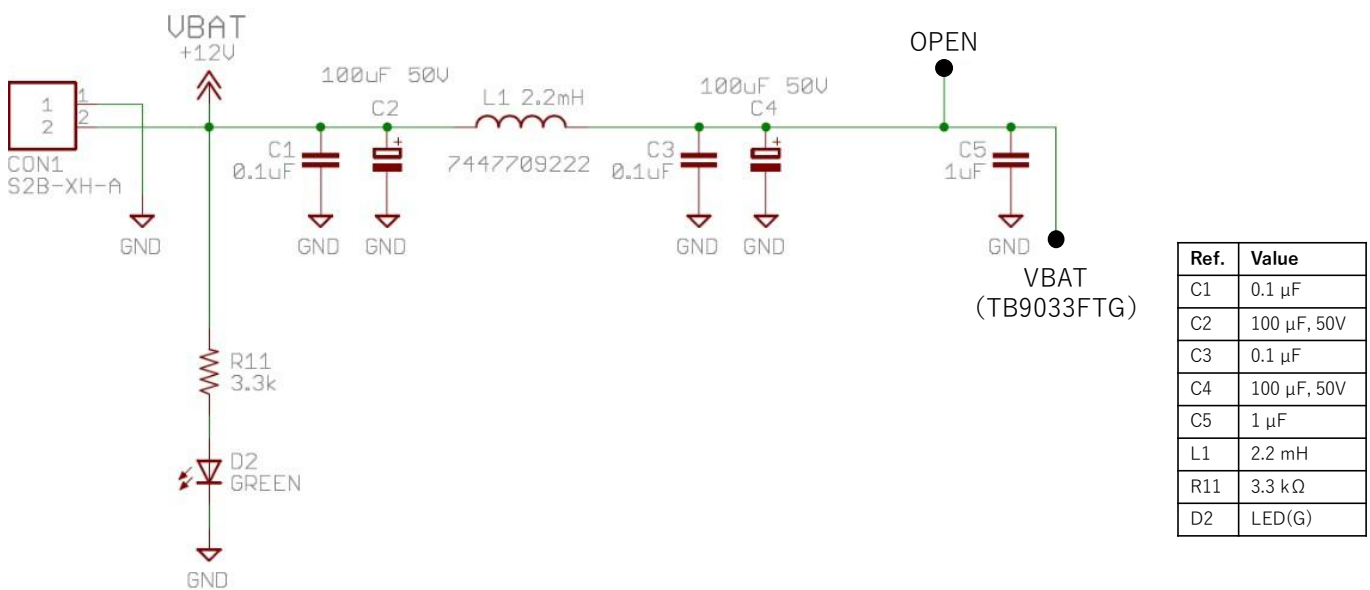 VBAT
+12V
1
2
1
2
CON1
S2B-XH-A
GND
C1
0.1uF
GND
100uF 50V
C2
GND
L1 2.2mH
7447709222
C3
0.1uF
GND
100uF 50V
C4
GND
OPEN
C5
1uF
GND
VBAT
(TB9033FTG)
R11
3.3k
D2
GREEN
GND
Ref. Value
C1 0.1 μF
C2 100 μF, 50V
C3 0.1 μF
C4 100 μF, 50V
C5 1 μF
L1 2.2 mH
R11 3.3 kΩ
D2 LED(G)